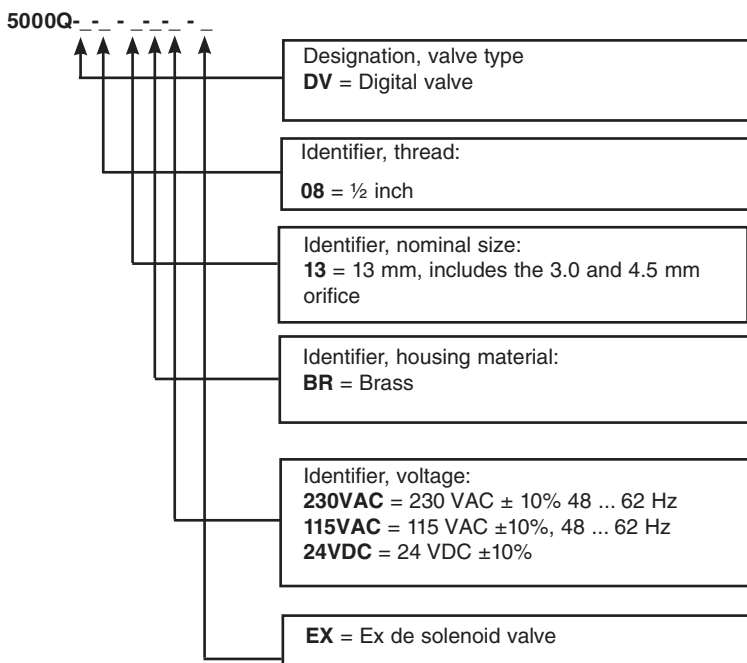 5000Q-_ _ - _ - _- _ - _
Designation, valve type
DV = Digital valve
Identifier, thread:
08 = ½ inch
Identifier, nominal size:
13 = 13 mm, includes the 3.0 and 4.5 mm
orifice
Identifier, housing material:
BR = Brass
Identifier, voltage:
230VAC = 230 VAC ± 10% 48 ... 62 Hz
115VAC = 115 VAC ±10%, 48 ... 62 Hz
24VDC = 24 VDC ±10%
EX = Ex de solenoid valve